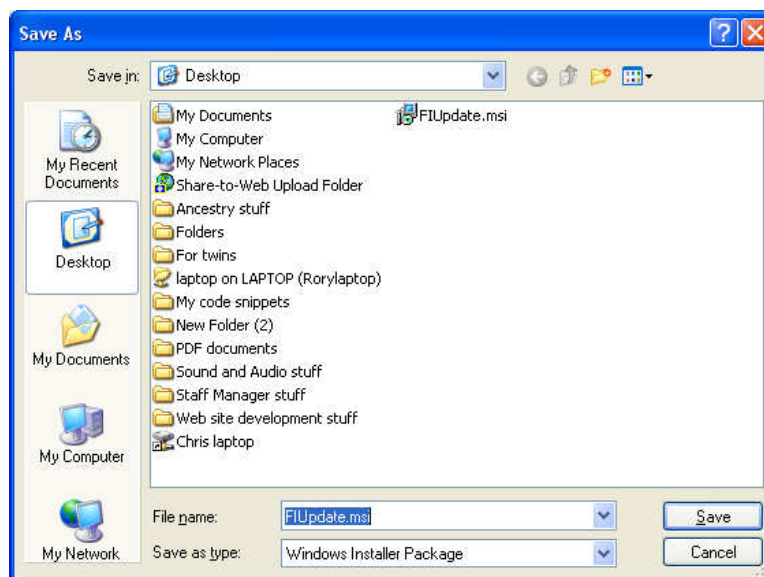 Save As
Save in:
Desktop
My Recent
Documents
Desktop
My Documents
My Computer
My Network
My Documents
My Computer
My Network Places
Share-to-Web Upload Folder
Ancestry stuff
Folders
For twins
laptop on LAPTOP (Rorylaptop)
My code snippets
New Folder (2)
PDF documents
Sound and Audio stuff
Staff Manager stuff
Web site development stuff
Chris laptop
FIUpdate.msi
File name:
FIUpdate.msi
Save
Save as type:
Windows Installer Package
Cancel